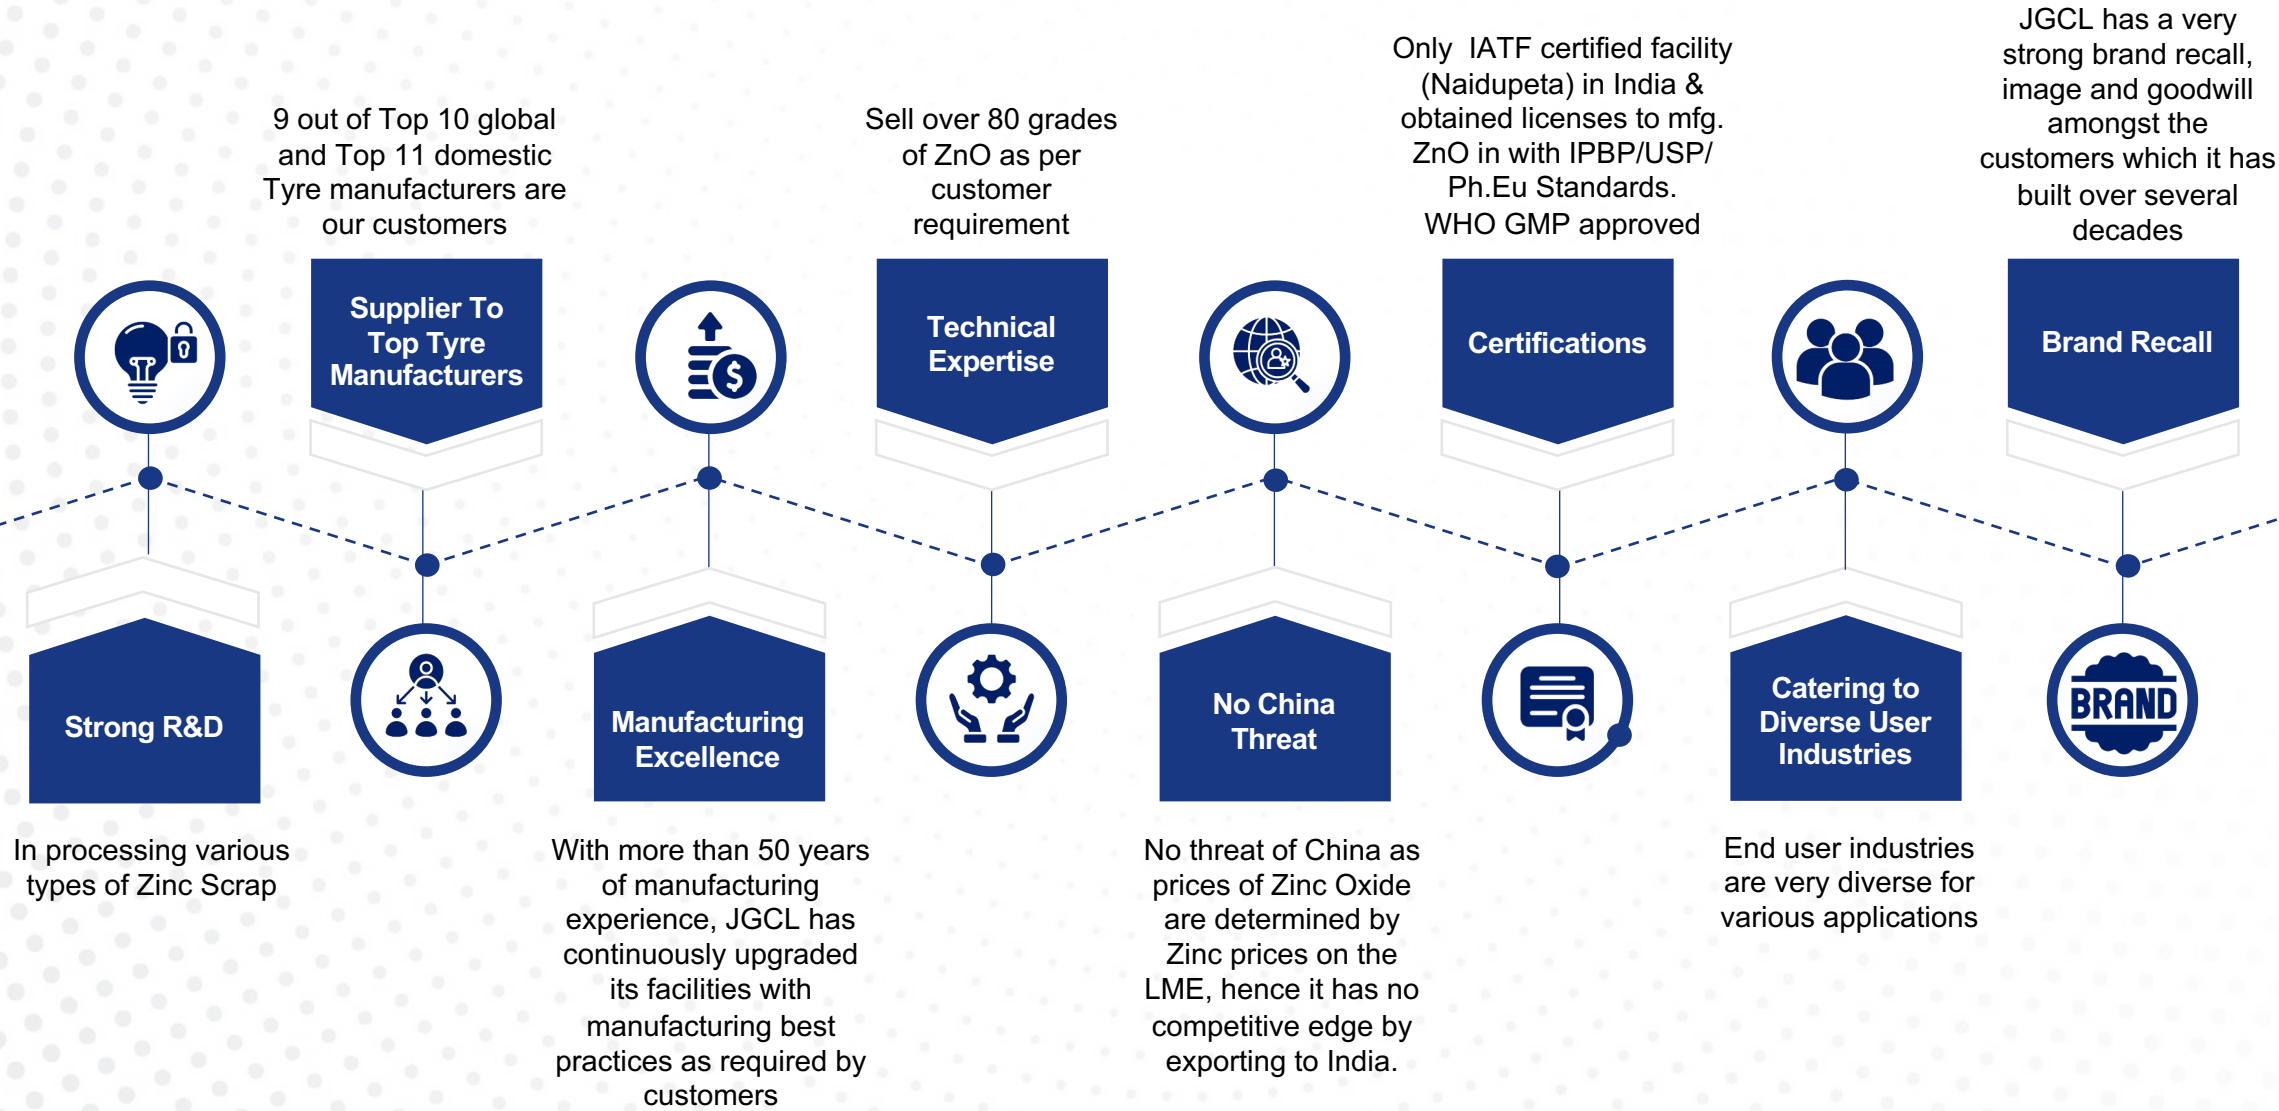 Strong R&D
In processing various
types of Zinc Scrap
9 out of Top 10 global
and Top 11 domestic
Tyre manufacturers are
our customers
Supplier To
Top Tyre
Manufacturers
Manufacturing
Excellence
With more than 50 years
of manufacturing
experience, JGCL has
continuously upgraded
its facilities with
manufacturing best
practices as required by
customers
Sell over 80 grades
of ZnO as per
customer
requirement
Technical
Expertise
No China
Threat
No threat of China as
prices of Zinc Oxide
are determined by
Zinc prices on the
LME, hence it has no
competitive edge by
exporting to India.
Only  IATF certified facility
(Naidupeta) in India &
obtained licenses to mfg.
ZnO in with IPBP/USP/
Ph.Eu Standards.
WHO GMP approved
Certifications
Catering to
Diverse User
Industries
End user industries
are very diverse for
various applications
JGCL has a very
strong brand recall,
image and goodwill
amongst the
customers which it has
built over several
decades
Brand Recall
BRAND